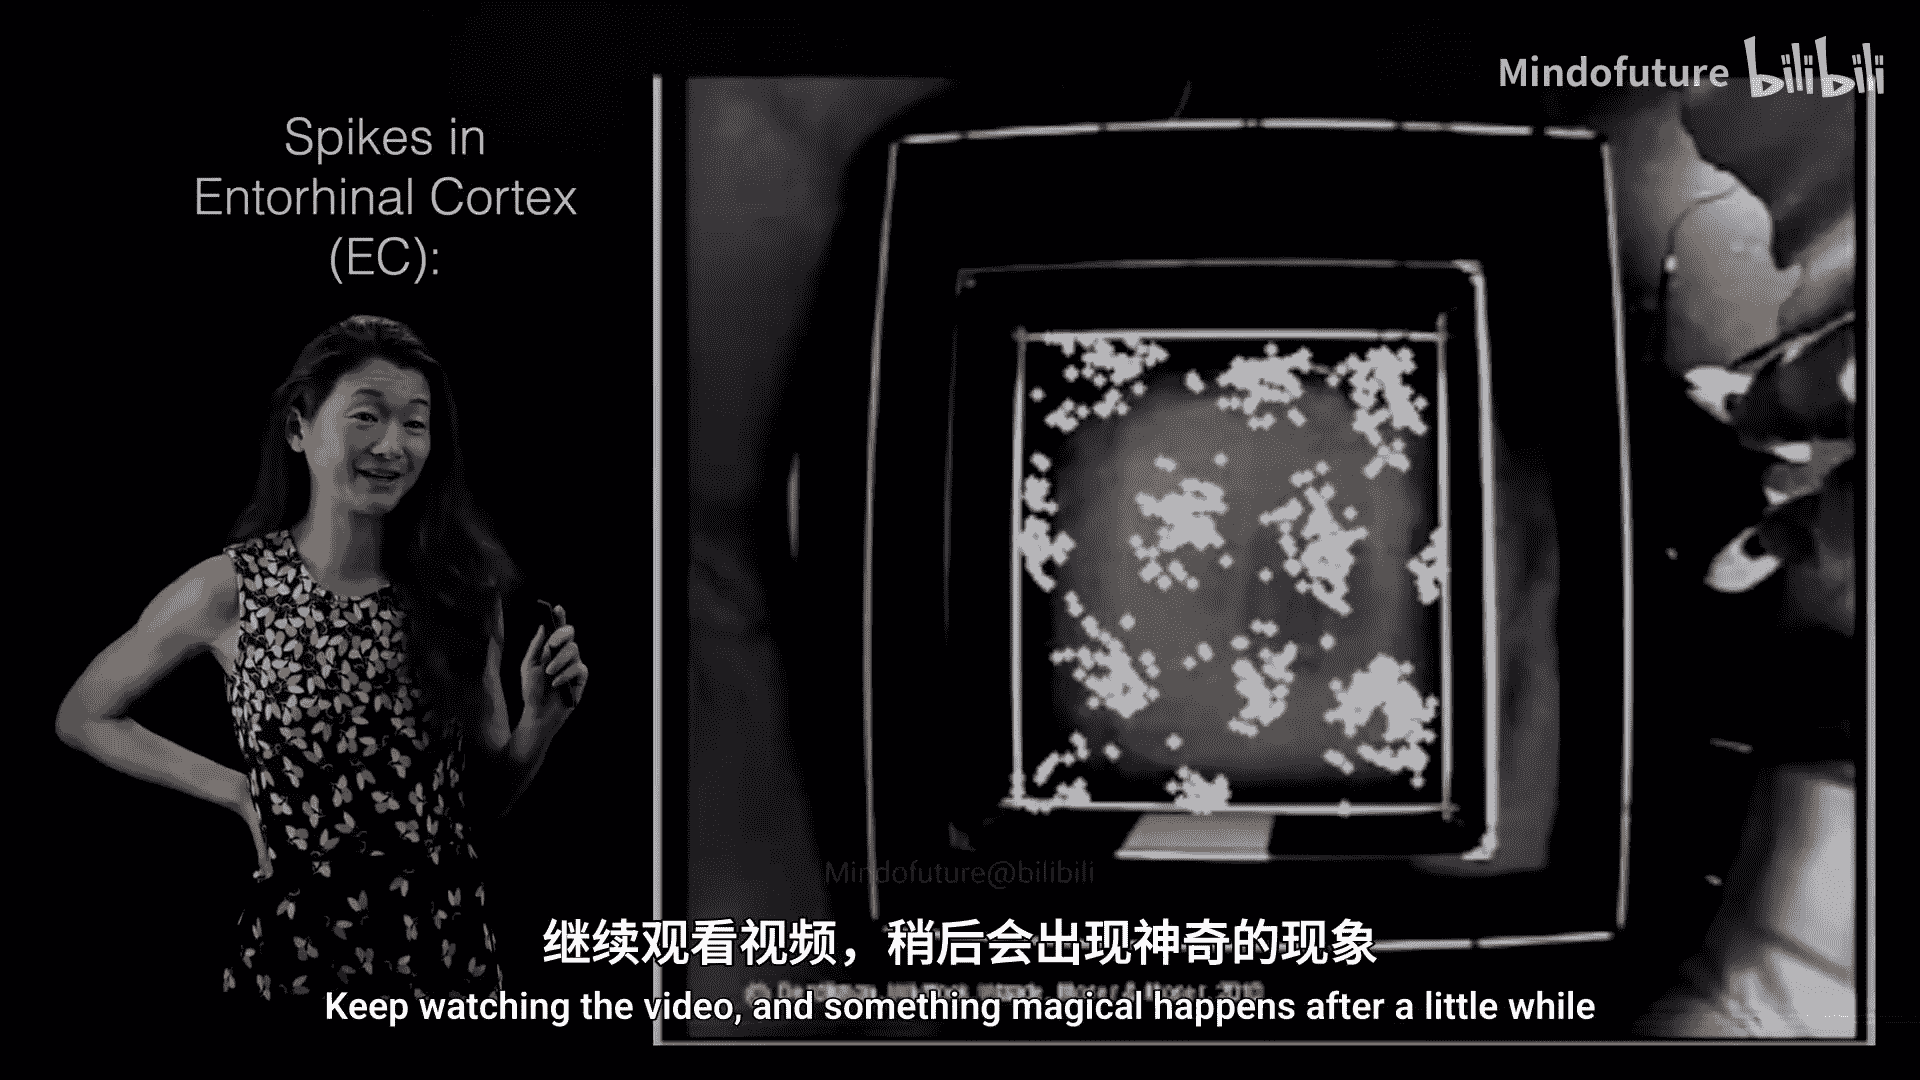 Mindofuture bilibili
Spikes in
Entorhinal Cortex
(EC):
Mindofuture@bilibili
继续观看视频，稍后会出现神奇的现象
Keep watching the video, and something magical happens after a little while